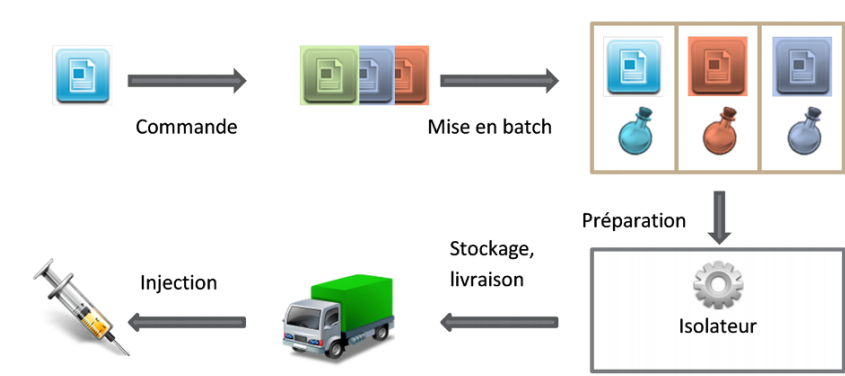 Commande
Mise en batch
Préparation
Stockage,
livraison
Injection
Isolateur